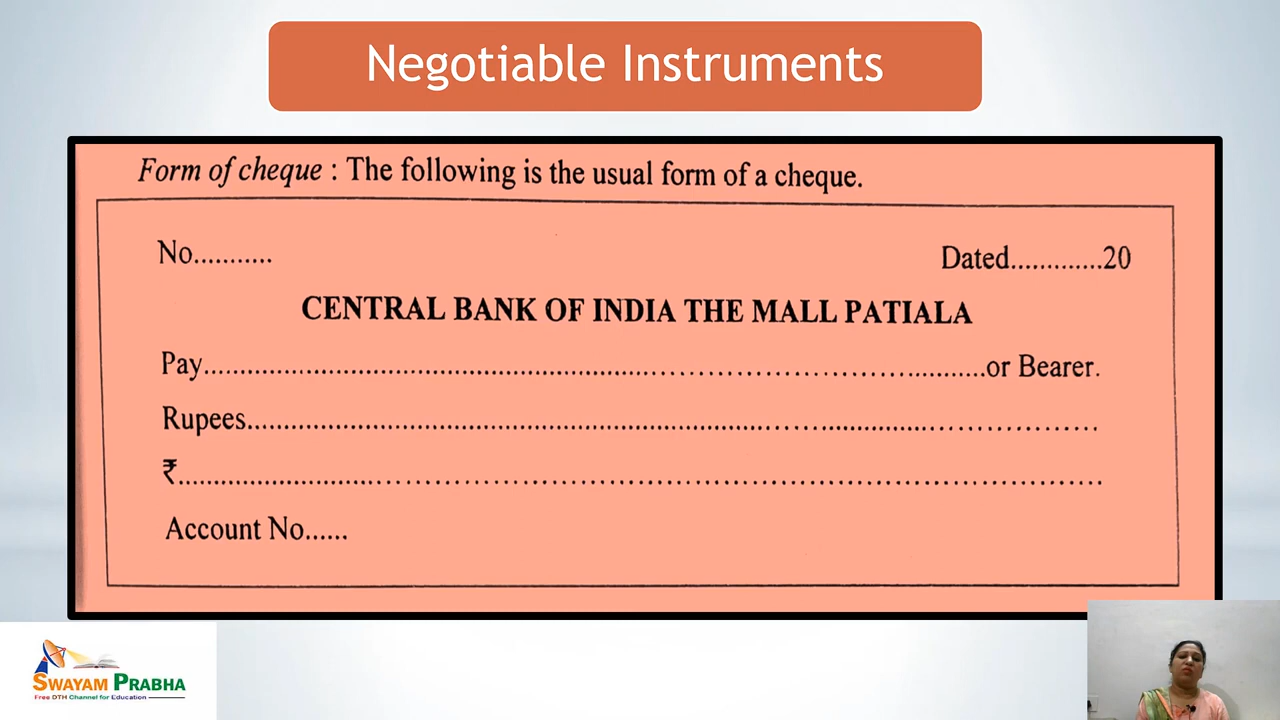 Negotiable Instruments
Form of cheque : The following is the usual form of a cheque.
No........... Dated.............20
CENTRAL BANK OF INDIA THE MALL PATIALA
Pay...............................................................................................................or Bearer.
Rupees.........................................................................................................................
₹...................................................................................................................................
Account No......
SWAYAM PRABHA
Free DTH Channel for Education